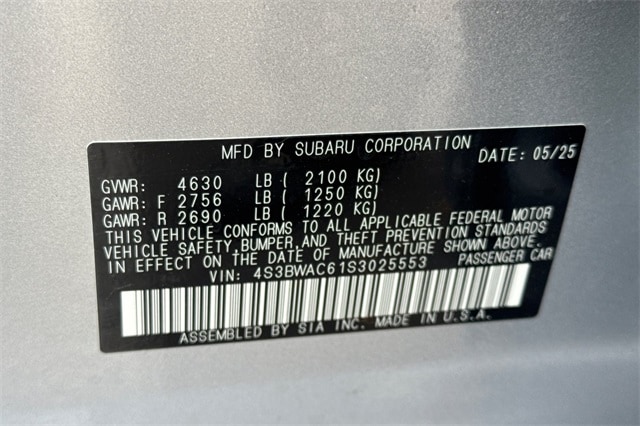 MFD BY SUBARU CORPORATION DATE: 05/25
GVWR: 4630 LB ( 2100 KG)
GAWR: F 2756 LB ( 1250 KG)
GAWR: R 2690 LB ( 1220 KG)
THIS VEHICLE CONFORMS TO ALL APPLICABLE FEDERAL MOTOR
VEHICLE SAFETY, BUMPER, AND THEFT PREVENTION STANDARDS
IN EFFECT ON THE DATE OF MANUFACTURE SHOWN ABOVE.
VIN: 4S3BWAC61S3025553 PASSENGER CAR
ASSEMBLED BY SIA INC. MADE IN U.S.A.